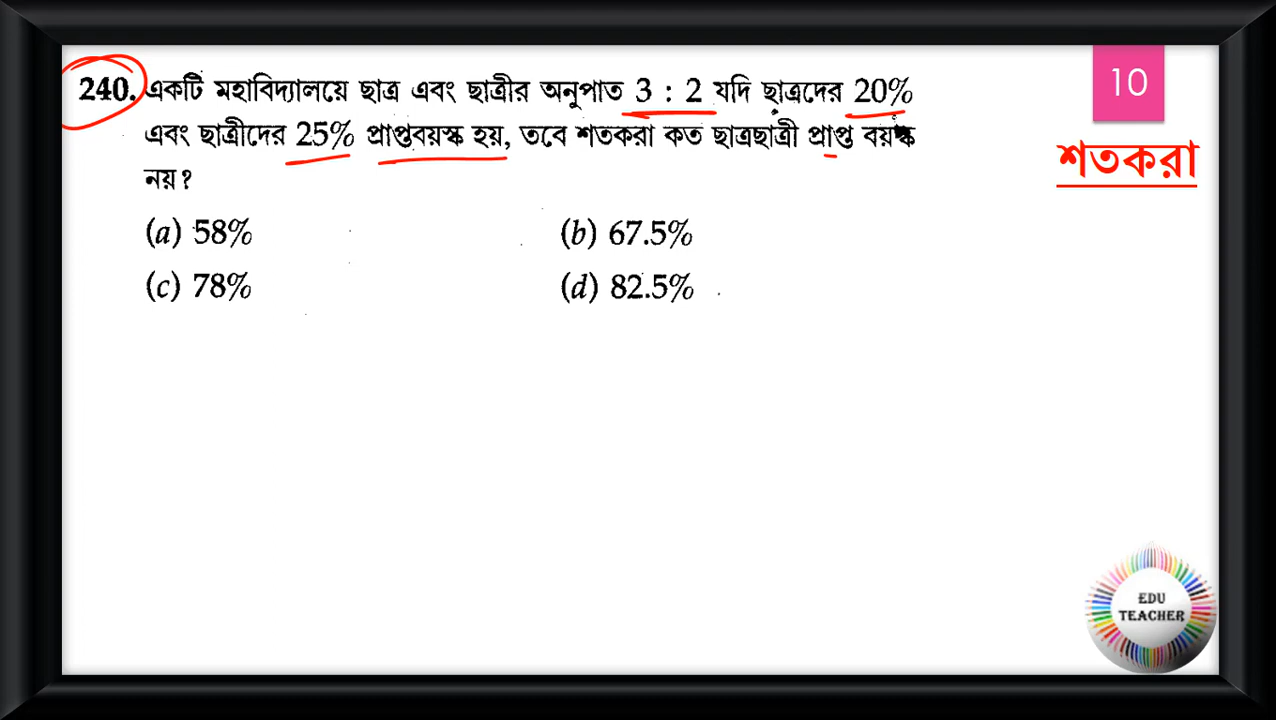 240. একটি মহাবিদ্যালয়ে ছাত্র এবং ছাত্রীর অনুপাত 3 : 2 যদি ছাত্রদের 20%
এবং ছাত্রীদের 25% প্রাপ্তবয়স্ক হয়, তবে শতকরা কত ছাত্রছাত্রী প্রাপ্ত বয়স্ক
নয়?
(a) 58% (b) 67.5%
(c) 78% (d) 82.5%
10
শতকরা
EDU
TEACHER